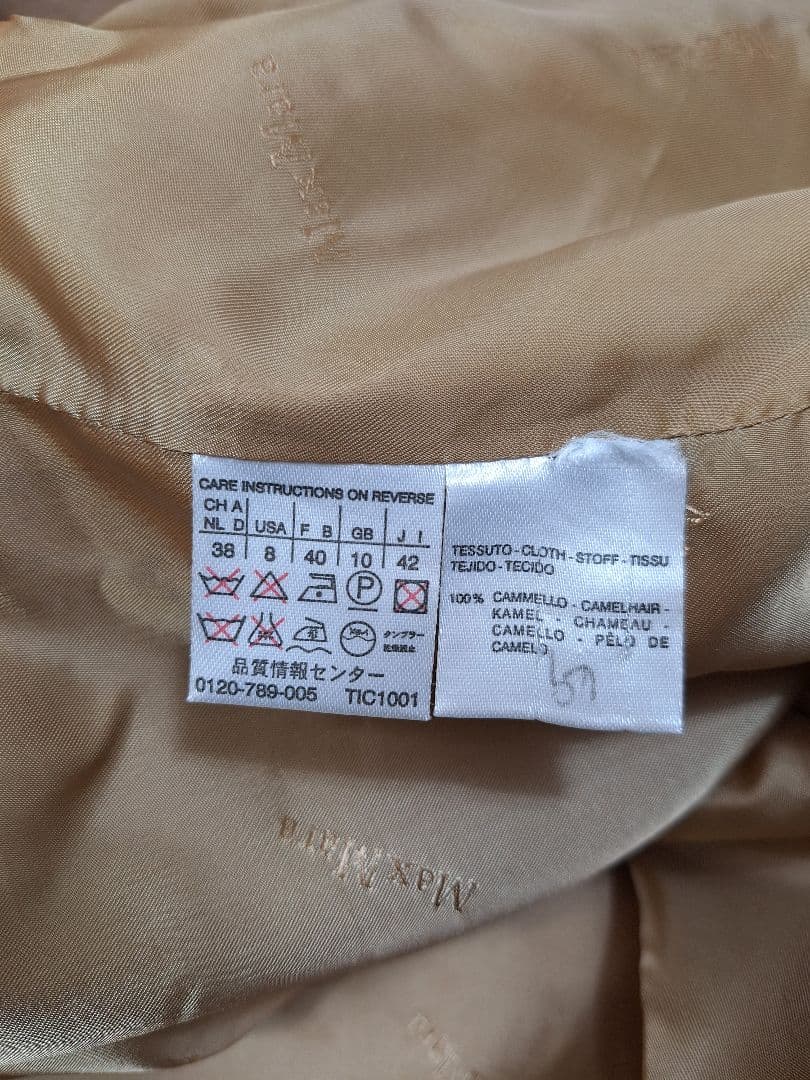 Max Mara
CARE INSTRUCTIONS ON REVERSE
CH A
NL D USA F B GB J I
38 8 40 10 42
P
タンブラー
乾燥禁止
品質情報センター
0120-789-005 TIC1001
TESSUTO - CLOTH - STOFF - TISSU
TEJIDO - TECIDO
100% CAMMELLO - CAMELHAIR -
KAMEL - CHAMEAU -
CAMELLO - PÊLO DE
CAMELO
Max Mara